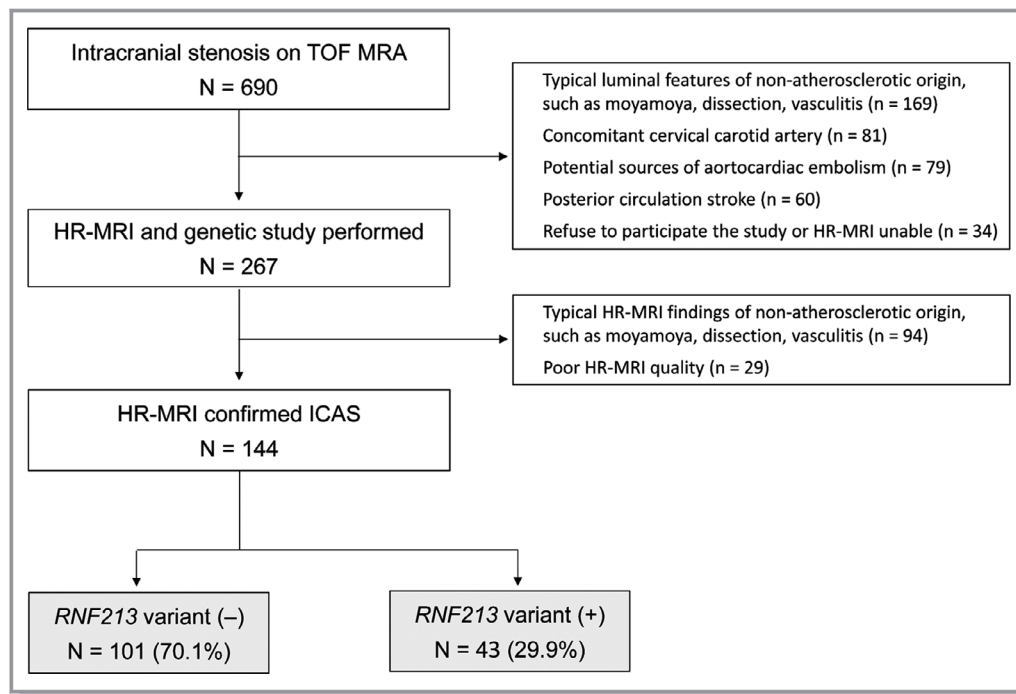 Intracranial stenosis on TOF MRA
N = 690
Typical luminal features of non-atherosclerotic origin,
such as moyamoya, dissection, vasculitis (n = 169)
Concomitant cervical carotid artery (n = 81)
Potential sources of aortocardiac embolism (n = 79)
Posterior circulation stroke (n = 60)
Refuse to participate the study or HR-MRI unable (n = 34)
HR-MRI and genetic study performed
N = 267
Typical HR-MRI findings of non-atherosclerotic origin,
such as moyamoya, dissection, vasculitis (n = 94)
Poor HR-MRI quality (n = 29)
HR-MRI confirmed ICAS
N = 144
RNF213 variant (–)
N = 101 (70.1%)
RNF213 variant (+)
N = 43 (29.9%)